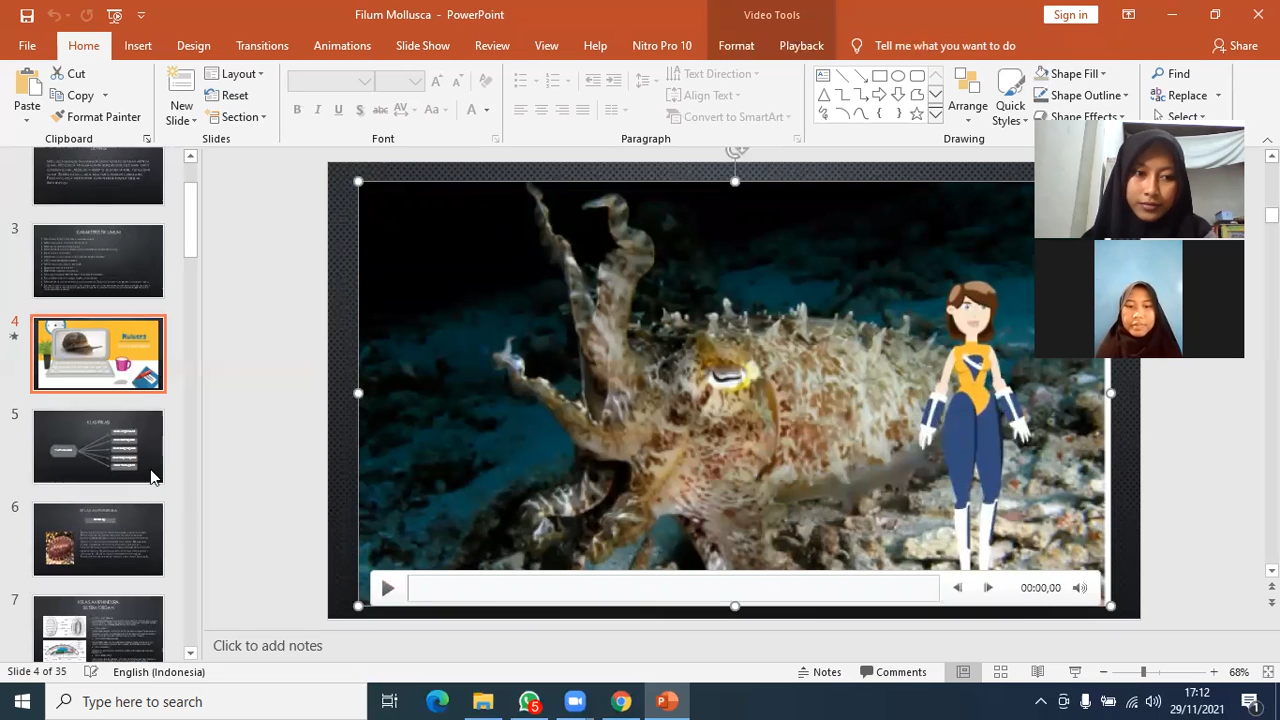 Filum Mollusca - PowerPoint
Video Tools
Sign in
File Home Insert Design Transitions Animations Slide Show Review View Help Nitro Pro 10 Format Playback Tell me what you want to do Share
Paste
Cut
Copy
Format Painter
Clipboard
New Slide
Layout
Reset
Section
Slides
B I U S abc AV Aa A
Font
Text Direction
Align Text
Convert to SmartArt
Paragraph
Arrange
Quick Styles
Shape Fill
Shape Outline
Shape Effects
Drawing
Find
Replace
Select
3
4
5
6
7
00:00,00
Click to add notes
Slide 4 of 35
English (Indonesia)
Notes
Comments
68%
Type here to search
5
17:12
29/11/2021
1